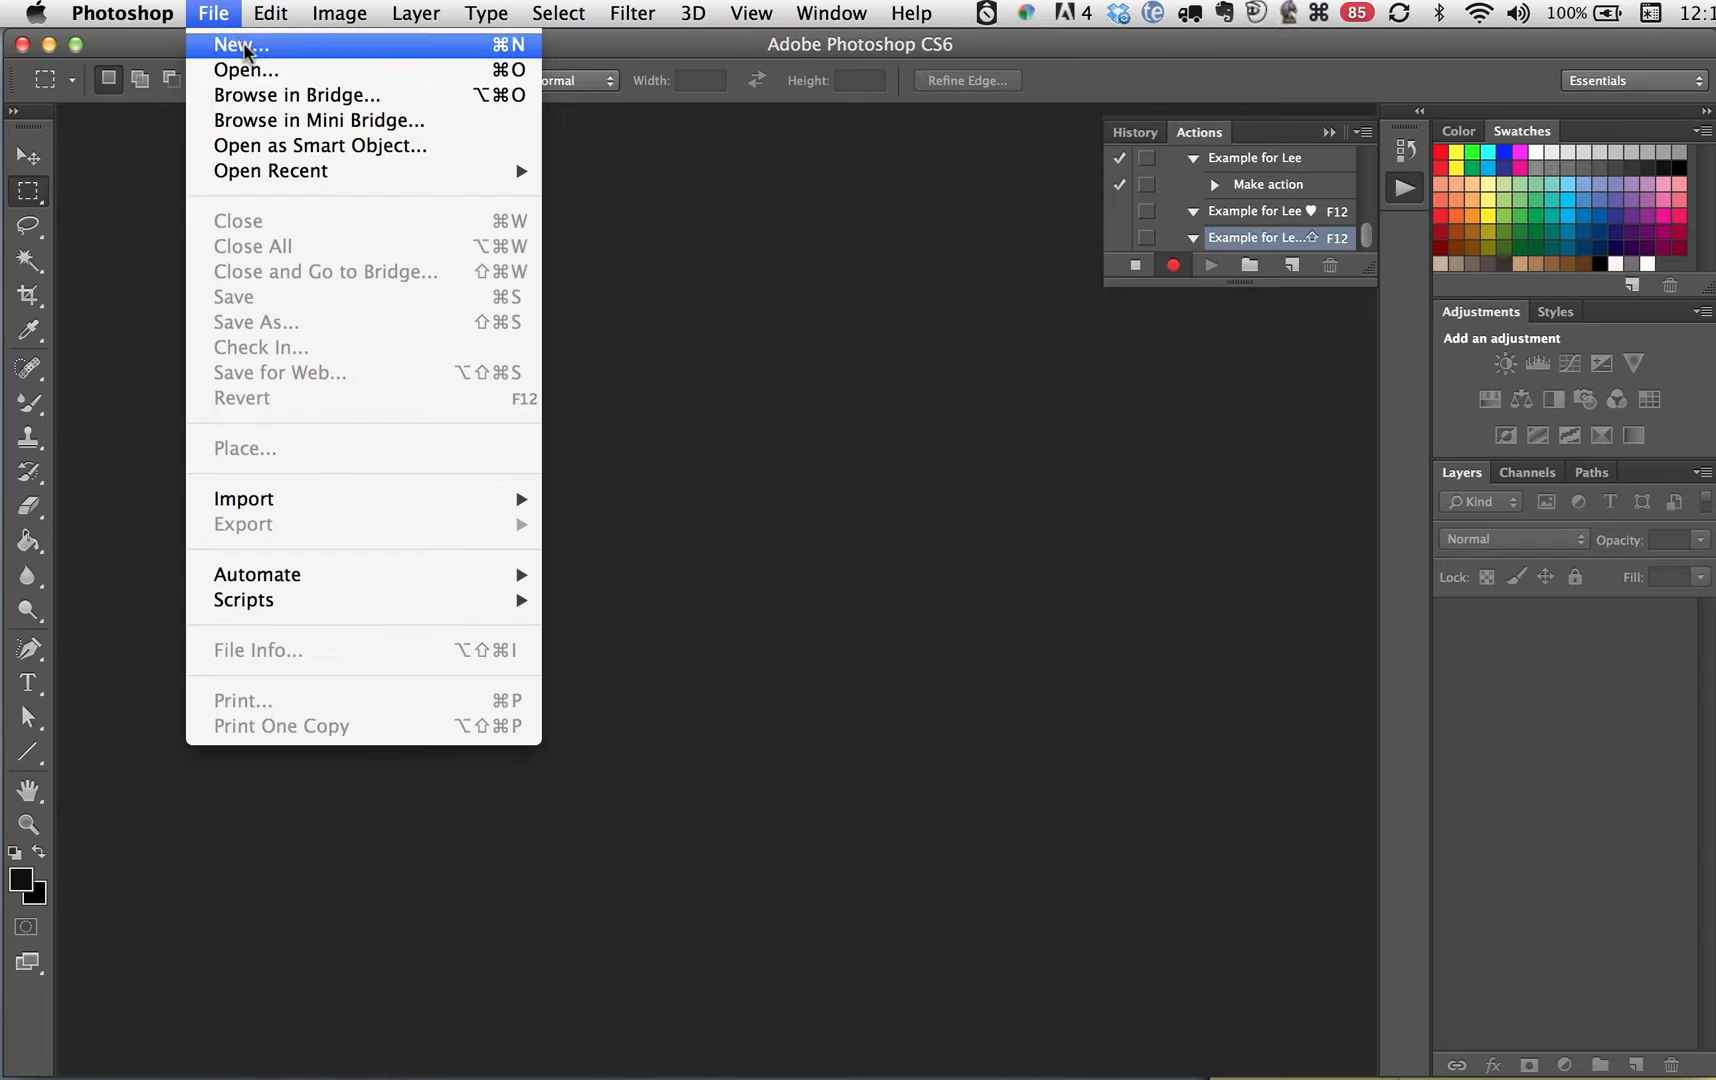 Photoshop File Edit Image Layer Type Select Filter 3D View Window Help 4 85 100% 12:1
Adobe Photoshop CS6
New... ⌘N
Open... ⌘O
Browse in Bridge... ⌥⌘O
Browse in Mini Bridge...
Open as Smart Object...
Open Recent
Close ⌘W
Close All ⌥⌘W
Close and Go to Bridge... ⇧⌘W
Save ⌘S
Save As... ⇧⌘S
Check In...
Save for Web... ⌥⇧⌘S
Revert F12
Place...
Import
Export
Automate
Scripts
File Info... ⌥⇧⌘I
Print... ⌘P
Print One Copy ⌥⇧⌘P
ormal Width: Height: Refine Edge... Essentials
History Actions
Example for Lee
Make action
Example for Lee ♥ F12
Example for Le...⇧ F12
Color Swatches
Adjustments Styles
Add an adjustment
Layers Channels Paths
Kind
Normal Opacity:
Lock: Fill: